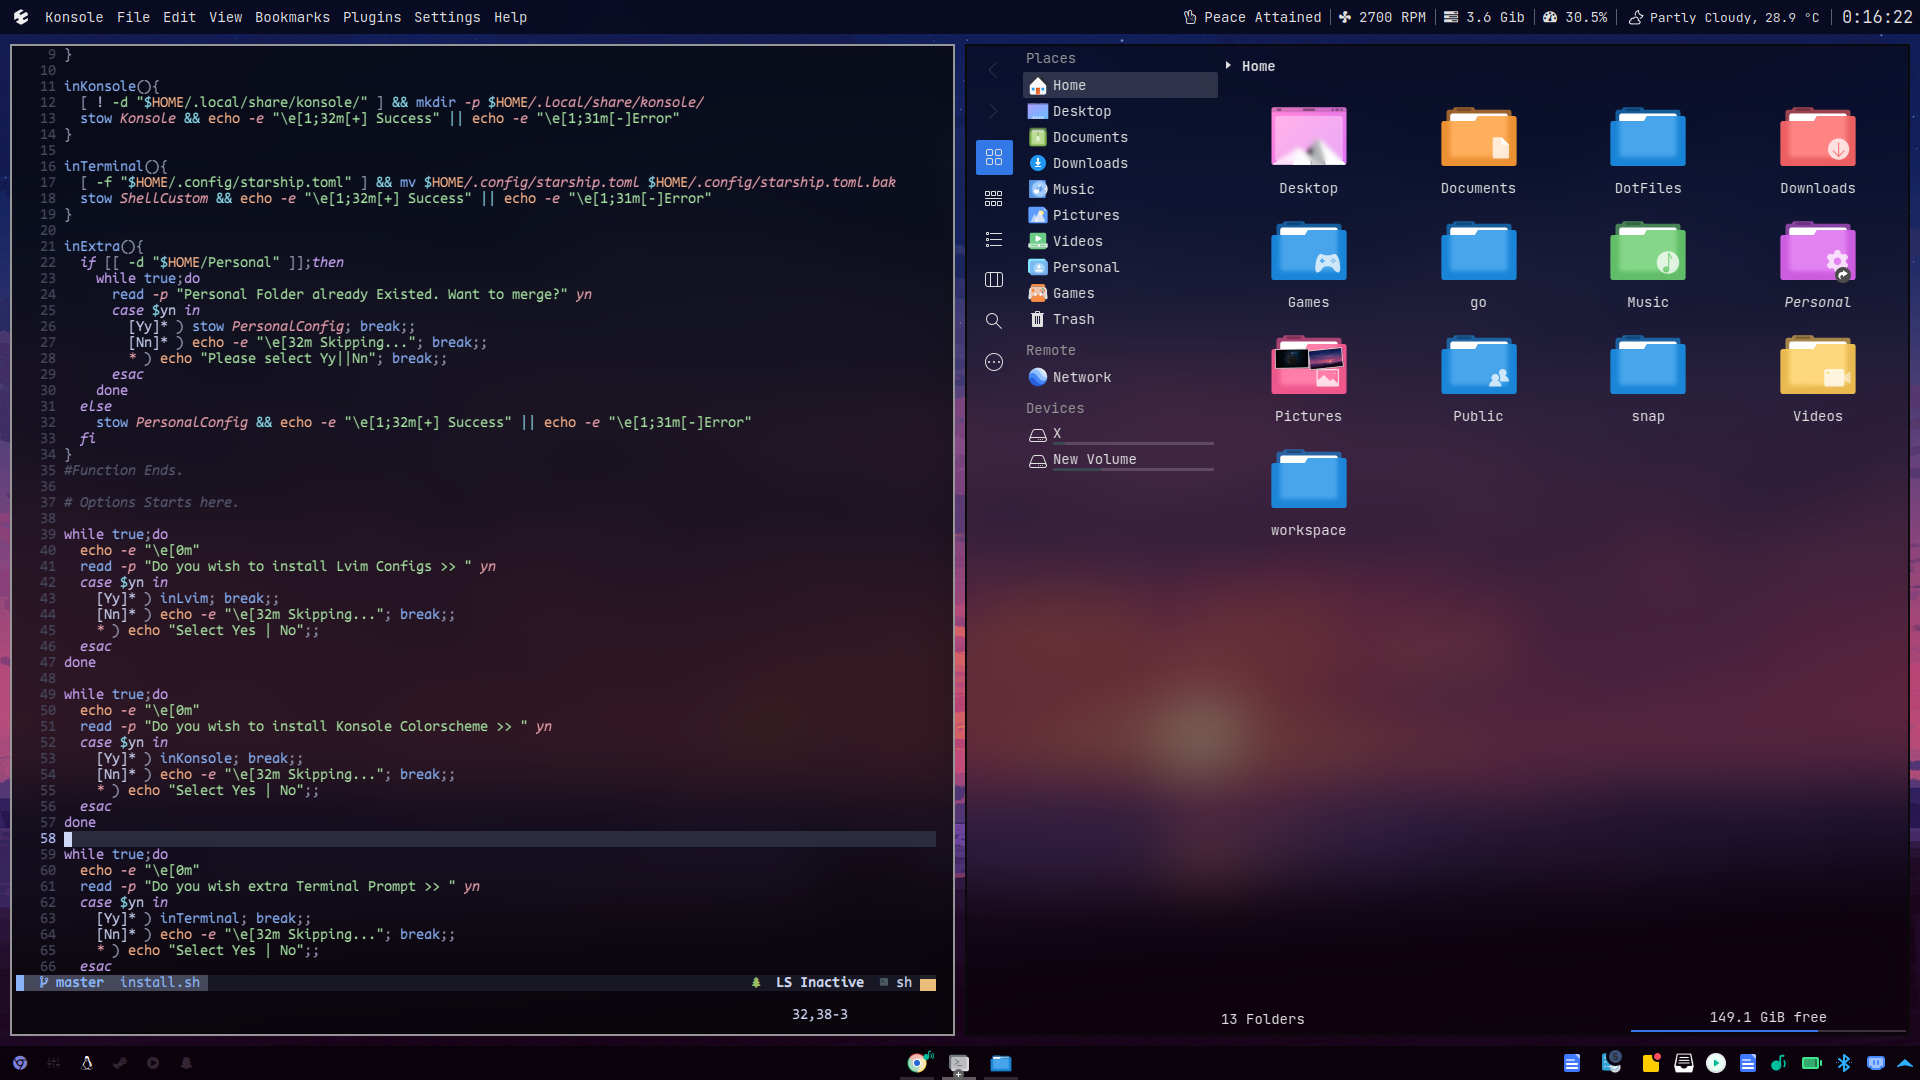 Konsole File Edit View Bookmarks Plugins Settings Help
Peace Attained 2700 RPM 3.6 Gib 30.5% Partly Cloudy, 28.9 °C 0:16:22
9 }
10
11 inKonsole(){
12 [ ! -d "$HOME/.local/share/konsole/" ] && mkdir -p $HOME/.local/share/konsole/
13 stow Konsole && echo -e "\e[1;32m[+] Success" || echo -e "\e[1;31m[-]Error"
14 }
15
16 inTerminal(){
17 [ -f "$HOME/.config/starship.toml" ] && mv $HOME/.config/starship.toml $HOME/.config/starship.toml.bak
18 stow ShellCustom && echo -e "\e[1;32m[+] Success" || echo -e "\e[1;31m[-]Error"
19 }
20
21 inExtra(){
22 if [[ -d "$HOME/Personal" ]];then
23 while true;do
24 read -p "Personal Folder already Existed. Want to merge?" yn
25 case $yn in
26 [Yy]* ) stow PersonalConfig; break;;
27 [Nn]* ) echo -e "\e[32m Skipping..."; break;;
28 * ) echo "Please select Yy||Nn"; break;;
29 esac
30 done
31 else
32 stow PersonalConfig && echo -e "\e[1;32m[+] Success" || echo -e "\e[1;31m[-]Error"
33 fi
34 }
35 #Function Ends.
36
37 # Options Starts here.
38
39 while true;do
40 echo -e "\e[0m"
41 read -p "Do you wish to install Lvim Configs >> " yn
42 case $yn in
43 [Yy]* ) inLvim; break;;
44 [Nn]* ) echo -e "\e[32m Skipping..."; break;;
45 * ) echo "Select Yes | No";;
46 esac
47 done
48
49 while true;do
50 echo -e "\e[0m"
51 read -p "Do you wish to install Konsole Colorscheme >> " yn
52 case $yn in
53 [Yy]* ) inKonsole; break;;
54 [Nn]* ) echo -e "\e[32m Skipping..."; break;;
55 * ) echo "Select Yes | No";;
56 esac
57 done
58
59 while true;do
60 echo -e "\e[0m"
61 read -p "Do you wish extra Terminal Prompt >> " yn
62 case $yn in
63 [Yy]* ) inTerminal; break;;
64 [Nn]* ) echo -e "\e[32m Skipping..."; break;;
65 * ) echo "Select Yes | No";;
66 esac
master install.sh LS Inactive sh
32,38-3
Places
Home
Desktop
Documents
Downloads
Music
Pictures
Videos
Personal
Games
Trash
Remote
Network
Devices
X
New Volume
Home
Desktop Documents DotFiles Downloads
Games go Music Personal
Pictures Public snap Videos
workspace
13 Folders
149.1 GiB free